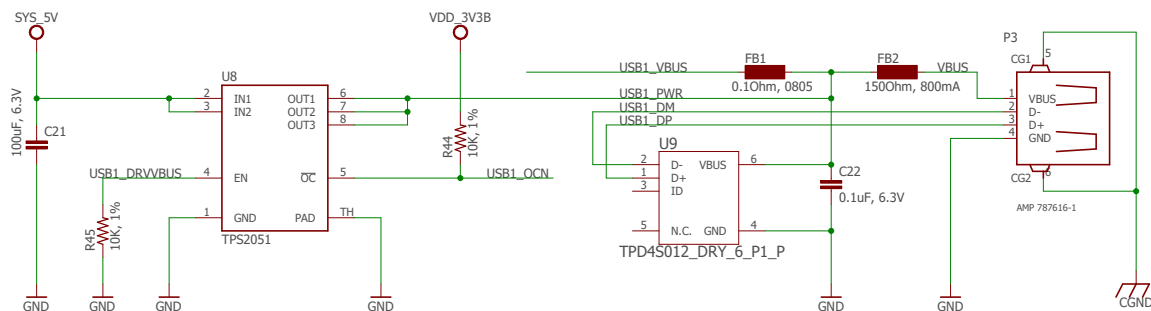 SYS_5V
VDD_3V3B
P3
U8
USB1_VBUS
FB1
0.1Ohm, 0805
FB2
150Ohm, 800mA
VBUS
CG1
5
2 IN1 OUT1 6
3 IN2 OUT2 7
OUT3 8
USB1_PWR
USB1_DM
USB1_DP
1 VBUS
2 D-
3 D+
4 GND
C21
100uF, 6.3V
R44
10K, 1%
U9
USB1_DRVVBUS 4 EN OC 5 USB1_OCN
2 D- VBUS 6
1 D+
3 ID
C22
0.1uF, 6.3V
CG2
6
AMP 787616-1
R45
10K, 1%
1 GND PAD TH
TPS2051
5 N.C. GND 4
TPD4S012_DRY_6_P1_P
GND
GND
GND
GND
GND
GND
CGND